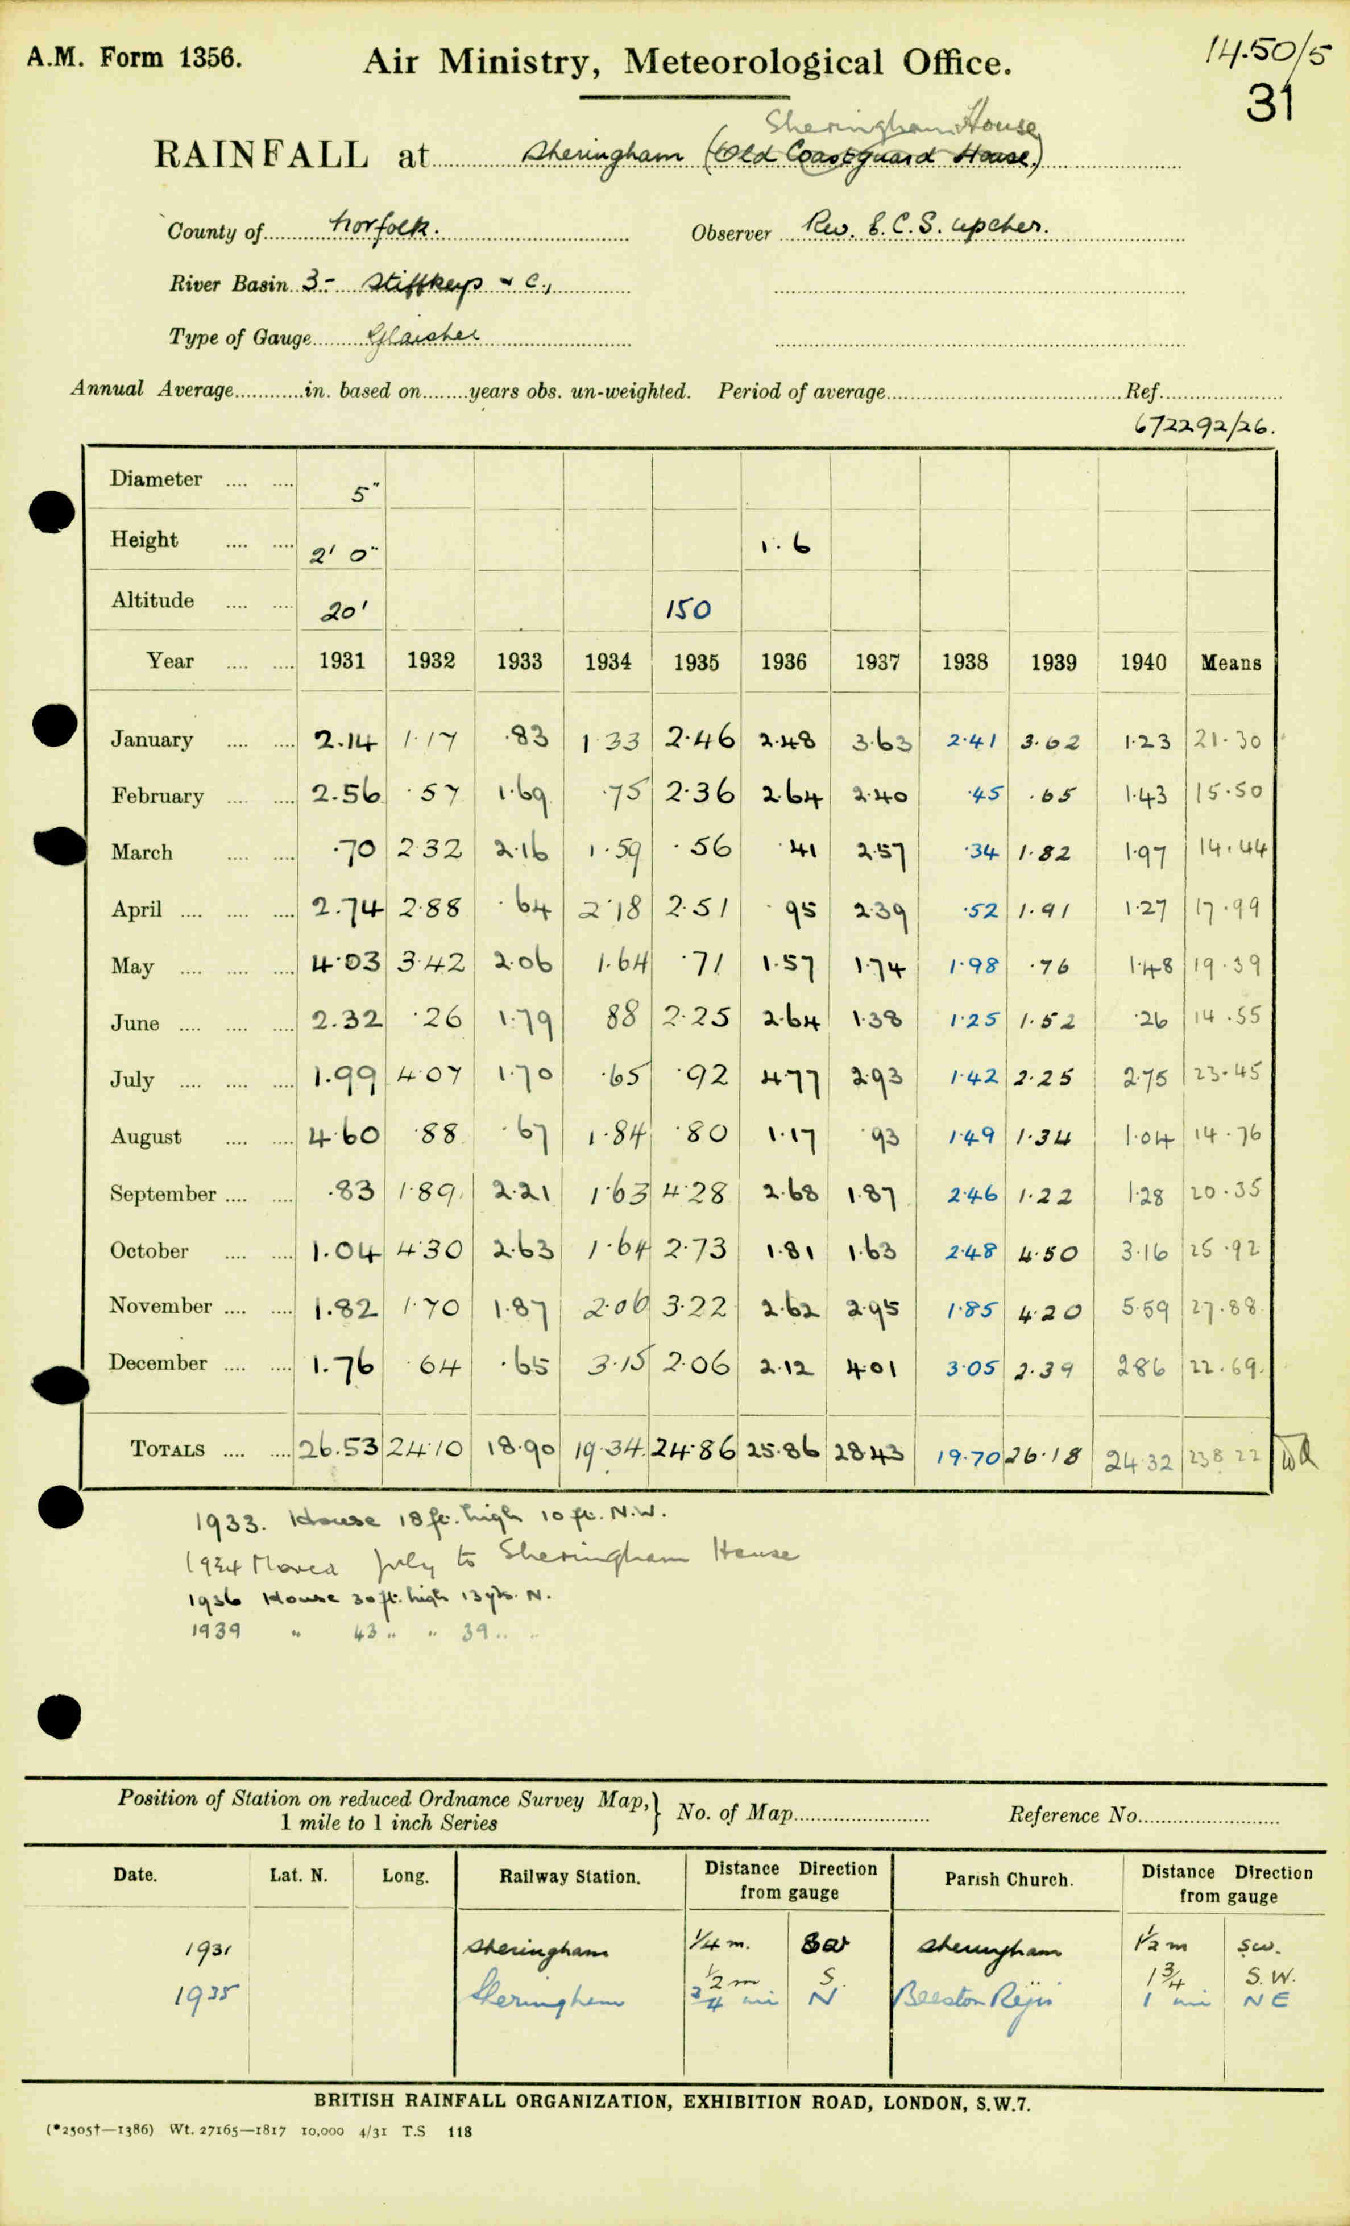 A.M. Form 1356.
Air Ministry, Meteorological Office.
14.50/5
31
Sheringham House
RAINFALL at Sheringham (Old Coastguard House)
County of Norfolk.
Observer Rev. E. C. S. Upcher.
River Basin 3- Stiffkey & C.,
Type of Gauge Glaisher
Annual Average in. based on years obs. un-weighted. Period of average Ref.
672292/26.
Diameter 5"
Height 2' 0" 1.6
Altitude 20' 150
Year 1931 1932 1933 1934 1935 1936 1937 1938 1939 1940 Means
January 2.14 1.17 .83 1.33 2.46 2.48 3.63 2.41 3.62 1.23 21.30
February 2.56 .57 1.69 .75 2.36 2.64 2.40 .45 .65 1.43 15.50
March .70 2.32 2.16 1.59 .56 .41 2.57 .34 1.82 1.97 14.44
April 2.74 2.88 .64 2.18 2.51 .95 2.39 .52 1.91 1.27 17.99
May 4.03 3.42 2.06 1.64 .71 1.57 1.74 1.98 .76 1.48 19.39
June 2.32 .26 1.79 88 2.25 2.64 1.38 1.25 1.52 .26 14.55
July 1.99 4.07 1.70 .65 .92 4.77 2.93 1.42 2.25 2.75 23.45
August 4.60 .88 .67 1.84 .80 1.17 .93 1.49 1.34 1.04 14.76
September .83 1.89 2.21 1.63 4.28 2.68 1.87 2.46 1.22 1.28 20.35
October 1.04 4.30 2.63 1.64 2.73 1.81 1.63 2.48 4.50 3.16 25.92
November 1.82 1.70 1.87 2.06 3.22 2.62 2.95 1.85 4.20 5.59 27.88
December 1.76 .64 .65 3.15 2.06 2.12 4.01 3.05 2.39 2.86 22.69
TOTALS 26.53 24.10 18.90 19.34 24.86 25.86 28.43 19.70 26.18 24.32 238.22
1933. House 18 ft. high 10 ft. N.W.
1934 Moved July to Sheringham House
1936 House 30 ft. high 13 yds. N.
1939 " 43 " " 39 " "
Position of Station on reduced Ordnance Survey Map,} No. of Map Reference No.
1 mile to 1 inch Series
Date. Lat. N. Long. Railway Station. Distance Direction from gauge Parish Church. Distance Direction from gauge
1931 Sheringham 1/4 m. SW Sheringham 1/2 m SW.
1/2 m S. 1 3/4 S.W.
1935 Sheringham 3/4 mi N Beeston Regis 1 mi NE
BRITISH RAINFALL ORGANIZATION, EXHIBITION ROAD, LONDON, S.W.7.
(*2505†—1386) Wt. 27165—1817 10,000 4/31 T.S 118